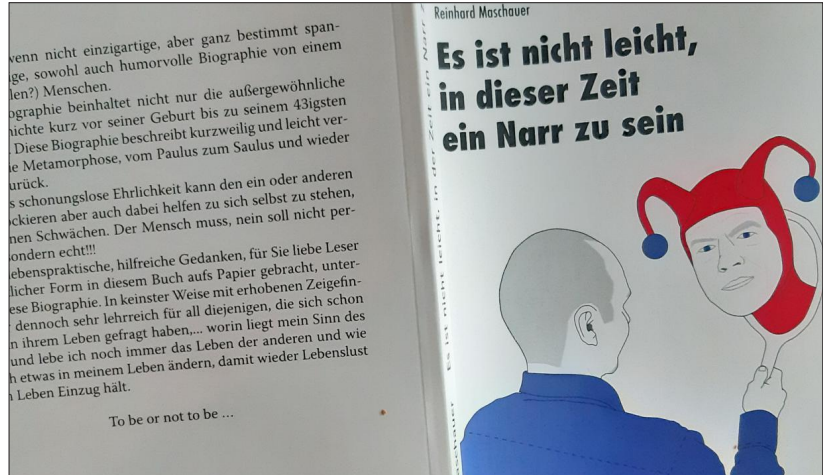 wenn nicht einzigartige, aber ganz bestimmt span-
ge, sowohl auch humorvolle Biographie von einem
len?) Menschen.
ographie beinhaltet nicht nur die außergewöhnliche
hichte kurz vor seiner Geburt bis zu seinem 43igsten
. Diese Biographie beschreibt kurzweilig und leicht ver-
e Metamorphose, vom Paulus zum Saulus und wieder
urück.
s schonungslose Ehrlichkeit kann den ein oder anderen
ockieren aber auch dabei helfen zu sich selbst zu stehen,
nen Schwächen. Der Mensch muss, nein soll nicht per-
ondern echt!!!
ebenspraktische, hilfreiche Gedanken, für Sie liebe Leser
licher Form in diesem Buch aufs Papier gebracht, unter-
ese Biographie. In keinster Weise mit erhobenen Zeigefin-
dennoch sehr lehrreich für all diejenigen, die sich schon
n ihrem Leben gefragt haben,... worin liegt mein Sinn des
und lebe ich noch immer das Leben der anderen und wie
h etwas in meinem Leben ändern, damit wieder Lebenslust
Leben Einzug hält.
To be or not to be ...
schauer Es ist nicht leicht, in der Zeit ein Narr
Reinhard Maschauer
Es ist nicht leicht,
in dieser Zeit
ein Narr zu sein